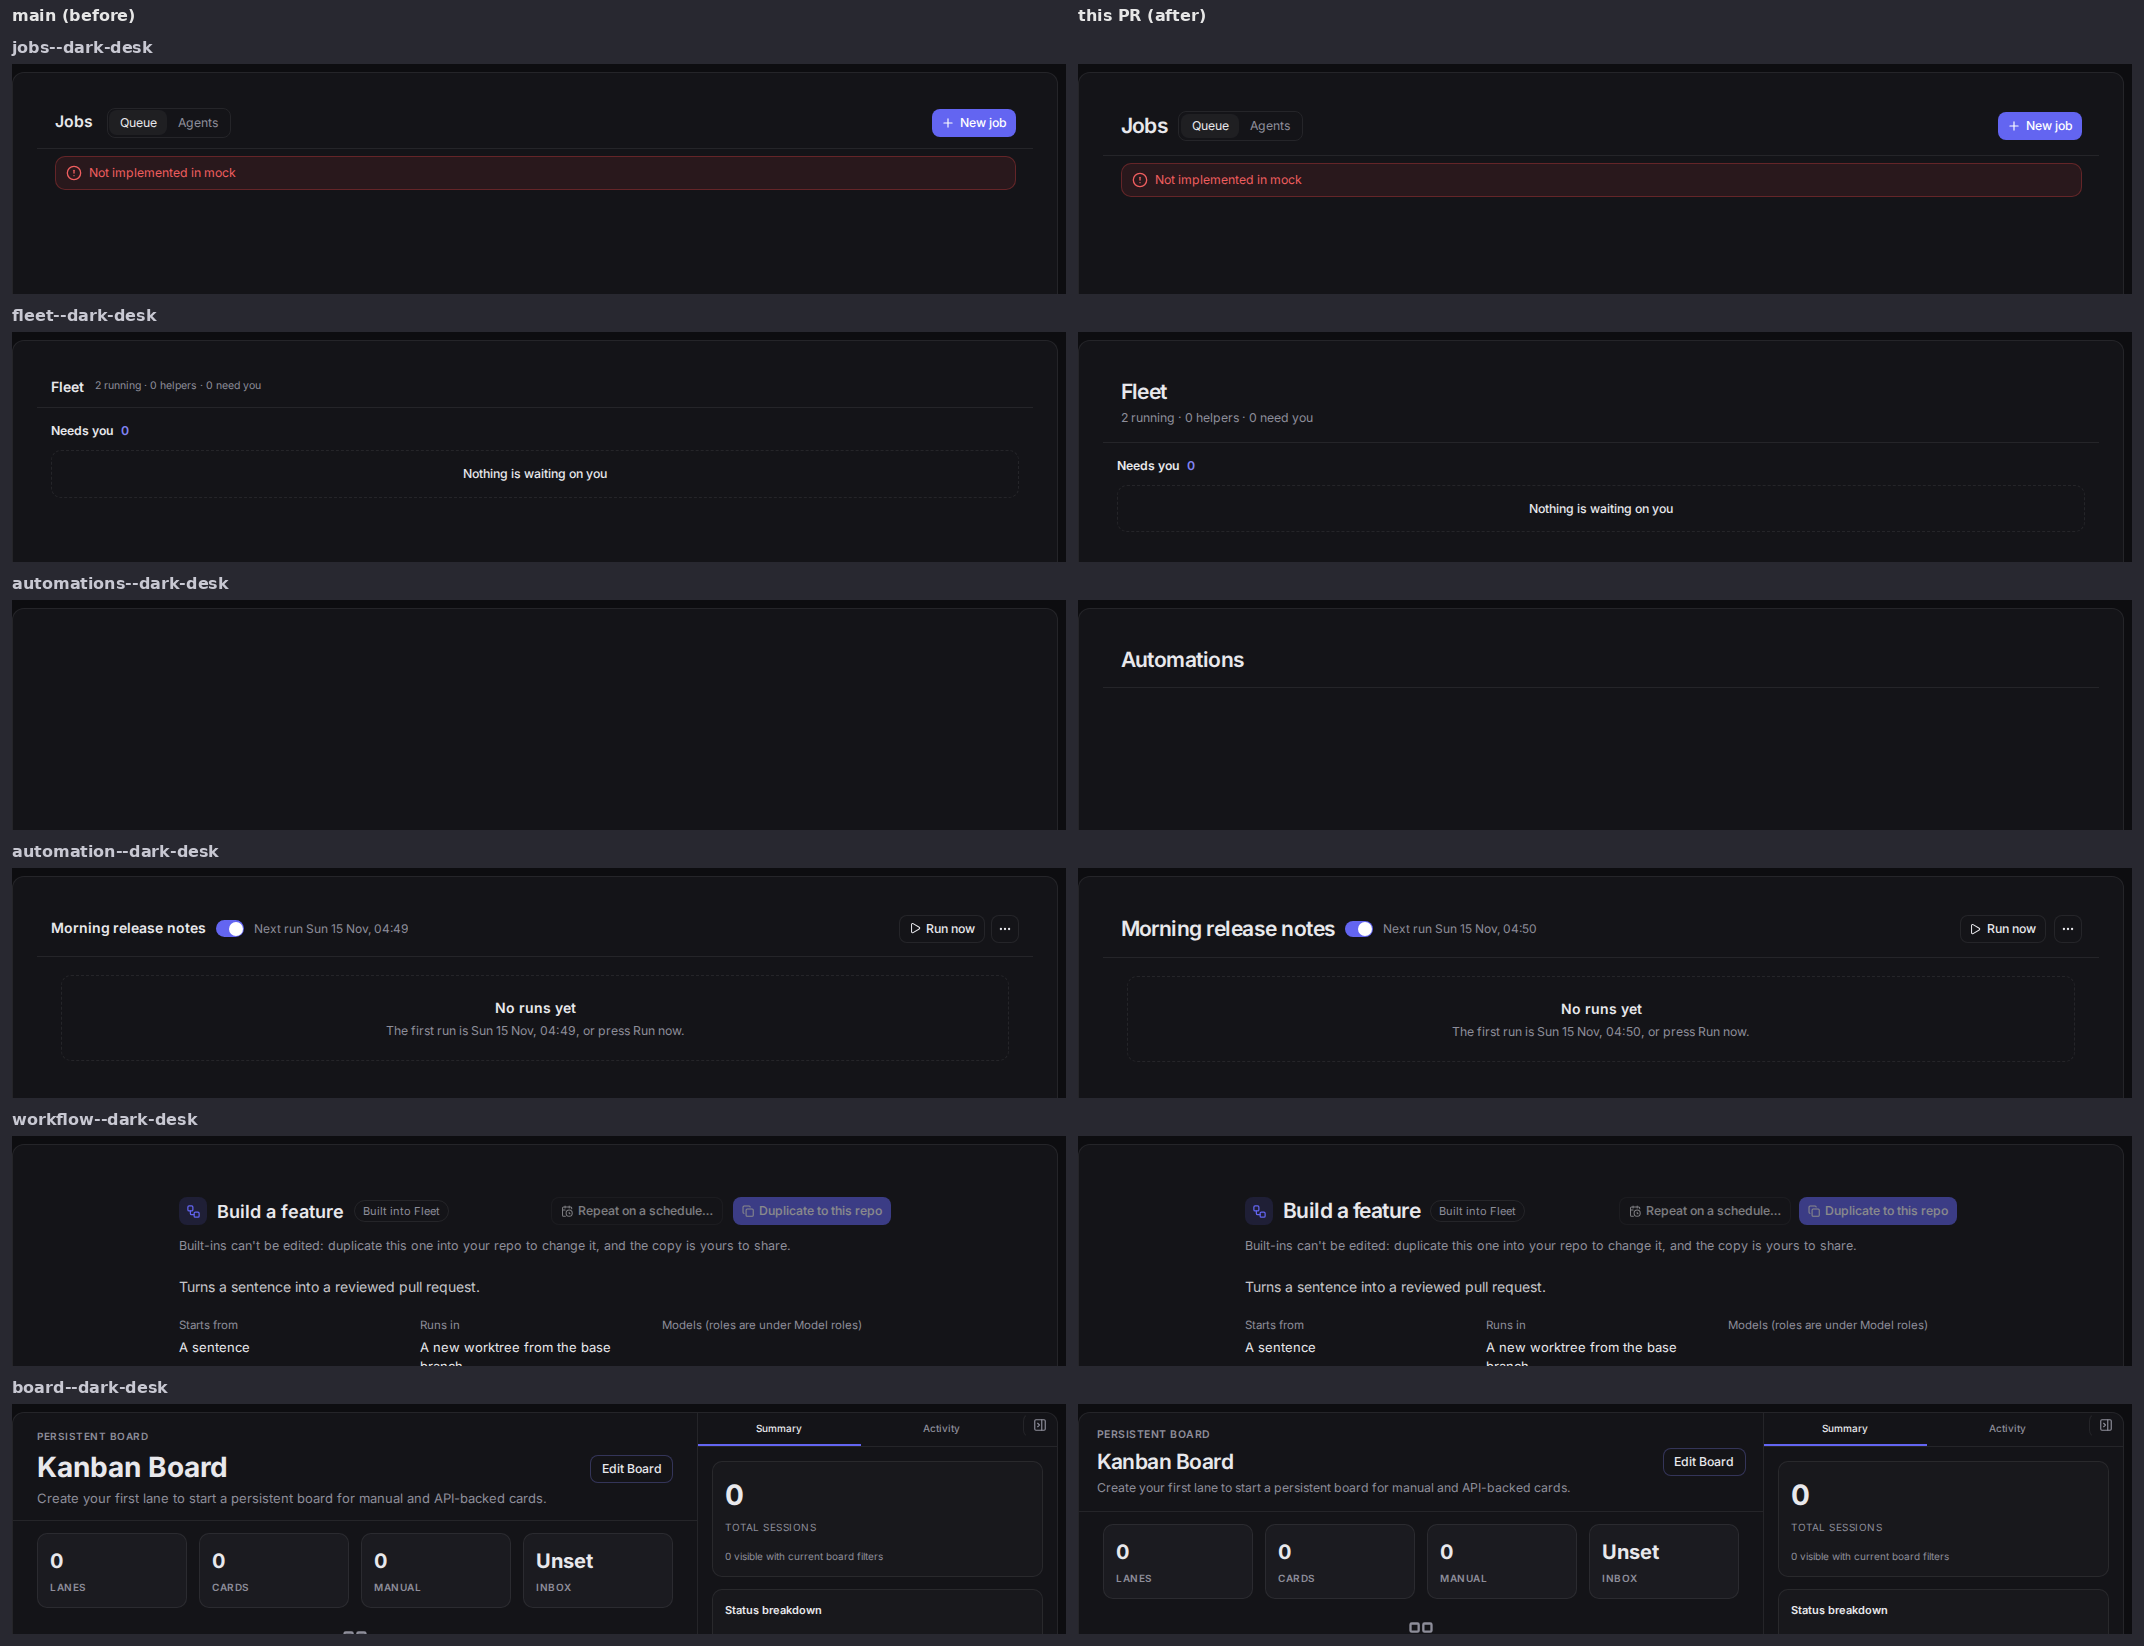 main (before)
this PR (after)
jobs--dark-desk
Jobs
Queue
Agents
New job
Not implemented in mock
Jobs
Queue
Agents
New job
Not implemented in mock
fleet--dark-desk
Fleet
2 running · 0 helpers · 0 need you
Needs you 0
Nothing is waiting on you
Fleet
2 running · 0 helpers · 0 need you
Needs you 0
Nothing is waiting on you
automations--dark-desk
Automations
automation--dark-desk
Morning release notes
Next run Sun 15 Nov, 04:49
Run now
No runs yet
The first run is Sun 15 Nov, 04:49, or press Run now.
Morning release notes
Next run Sun 15 Nov, 04:50
Run now
No runs yet
The first run is Sun 15 Nov, 04:50, or press Run now.
workflow--dark-desk
Build a feature
Built into Fleet
Repeat on a schedule...
Duplicate to this repo
Built-ins can't be edited: duplicate this one into your repo to change it, and the copy is yours to share.
Turns a sentence into a reviewed pull request.
Starts from
Runs in
Models (roles are under Model roles)
A sentence
A new worktree from the base
branch
Build a feature
Built into Fleet
Repeat on a schedule...
Duplicate to this repo
Built-ins can't be edited: duplicate this one into your repo to change it, and the copy is yours to share.
Turns a sentence into a reviewed pull request.
Starts from
Runs in
Models (roles are under Model roles)
A sentence
A new worktree from the base
branch
board--dark-desk
PERSISTENT BOARD
Kanban Board
Edit Board
Create your first lane to start a persistent board for manual and API-backed cards.
0
LANES
0
CARDS
0
MANUAL
Unset
INBOX
Summary
Activity
0
TOTAL SESSIONS
0 visible with current board filters
Status breakdown
PERSISTENT BOARD
Kanban Board
Edit Board
Create your first lane to start a persistent board for manual and API-backed cards.
0
LANES
0
CARDS
0
MANUAL
Unset
INBOX
Summary
Activity
0
TOTAL SESSIONS
0 visible with current board filters
Status breakdown